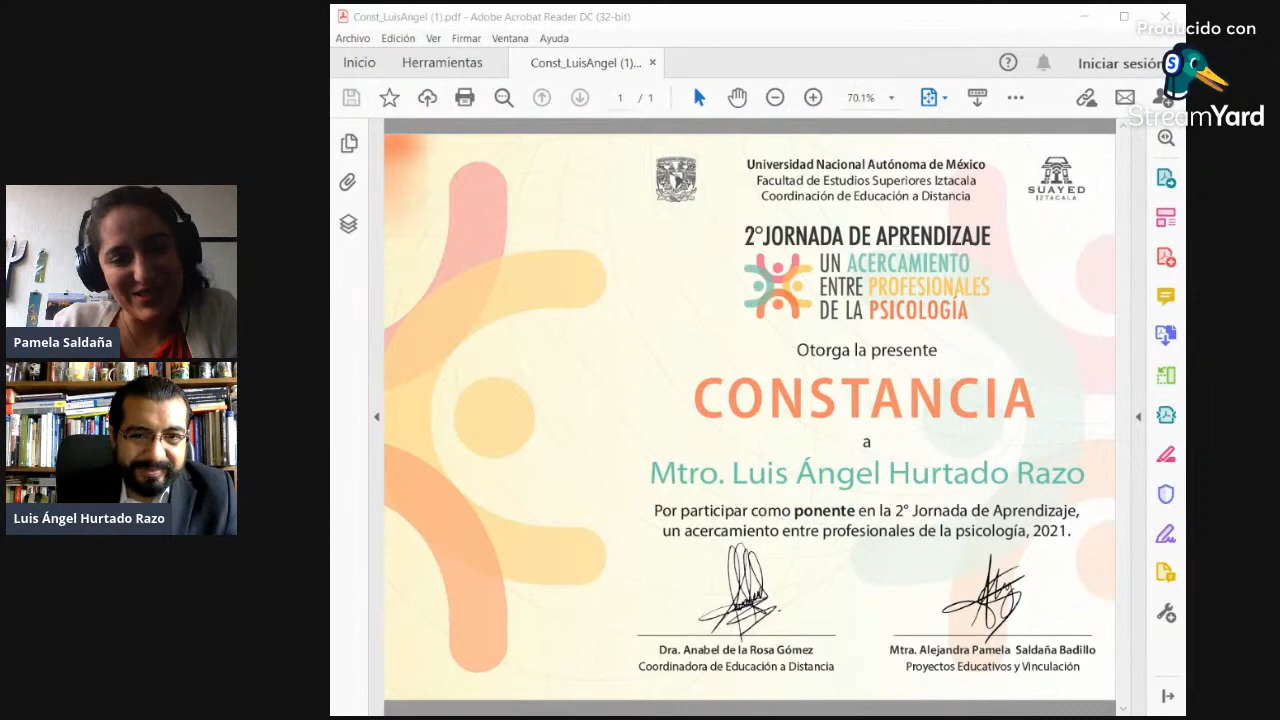 Const_LuisAngel (1).pdf - Adobe Acrobat Reader DC (32-bit)
Archivo Edición Ver Firmar Ventana Ayuda
Inicio Herramientas Const_LuisAngel (1)... × Iniciar sesión
1 / 1 70.1%
Producido con
StreamYard
Universidad Nacional Autónoma de México
Facultad de Estudios Superiores Iztacala
Coordinación de Educación a Distancia
SUAYED
IZTACALA
2°JORNADA DE APRENDIZAJE
UN ACERCAMIENTO
ENTRE PROFESIONALES
DE LA PSICOLOGÍA
Otorga la presente
CONSTANCIA
a
Mtro. Luis Ángel Hurtado Razo
Por participar como ponente en la 2° Jornada de Aprendizaje,
un acercamiento entre profesionales de la psicología, 2021.
Dra. Anabel de la Rosa Gómez
Coordinadora de Educación a Distancia
Mtra. Alejandra Pamela Saldaña Badillo
Proyectos Educativos y Vinculación
Pamela Saldaña
Luis Ángel Hurtado Razo